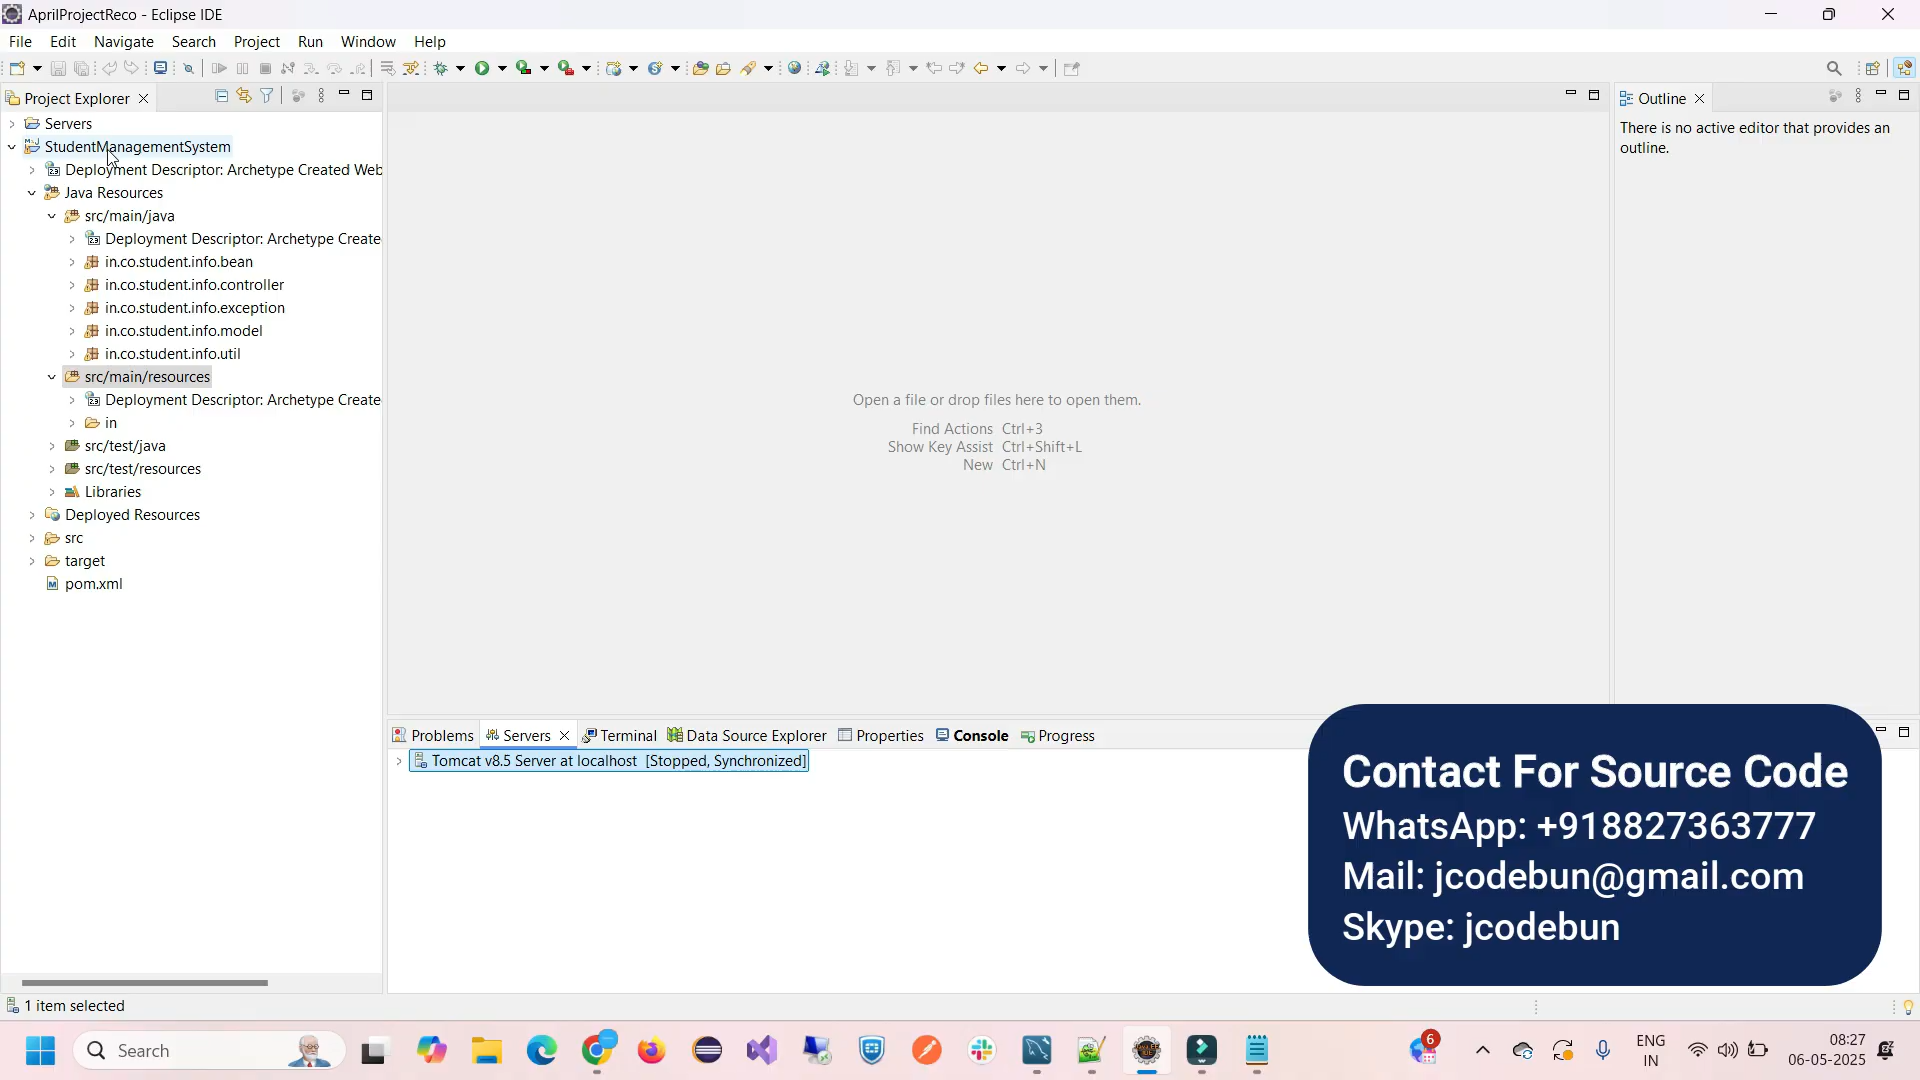 AprilProjectReco - Eclipse IDE
File Edit Navigate Search Project Run Window Help
Project Explorer
Servers
StudentManagementSystem
Deployment Descriptor: Archetype Created Web
Java Resources
src/main/java
Deployment Descriptor: Archetype Create
in.co.student.info.bean
in.co.student.info.controller
in.co.student.info.exception
in.co.student.info.model
in.co.student.info.util
src/main/resources
Deployment Descriptor: Archetype Create
in
src/test/java
src/test/resources
Libraries
Deployed Resources
src
target
pom.xml
Open a file or drop files here to open them.
Find Actions Ctrl+3
Show Key Assist Ctrl+Shift+L
New Ctrl+N
Outline
There is no active editor that provides an
outline.
Problems Servers Terminal Data Source Explorer Properties Console Progress
Tomcat v8.5 Server at localhost [Stopped, Synchronized]
Contact For Source Code
WhatsApp: +918827363777
Mail: jcodebun@gmail.com
Skype: jcodebun
1 item selected
Search
6
ENG
IN
08:27
06-05-2025